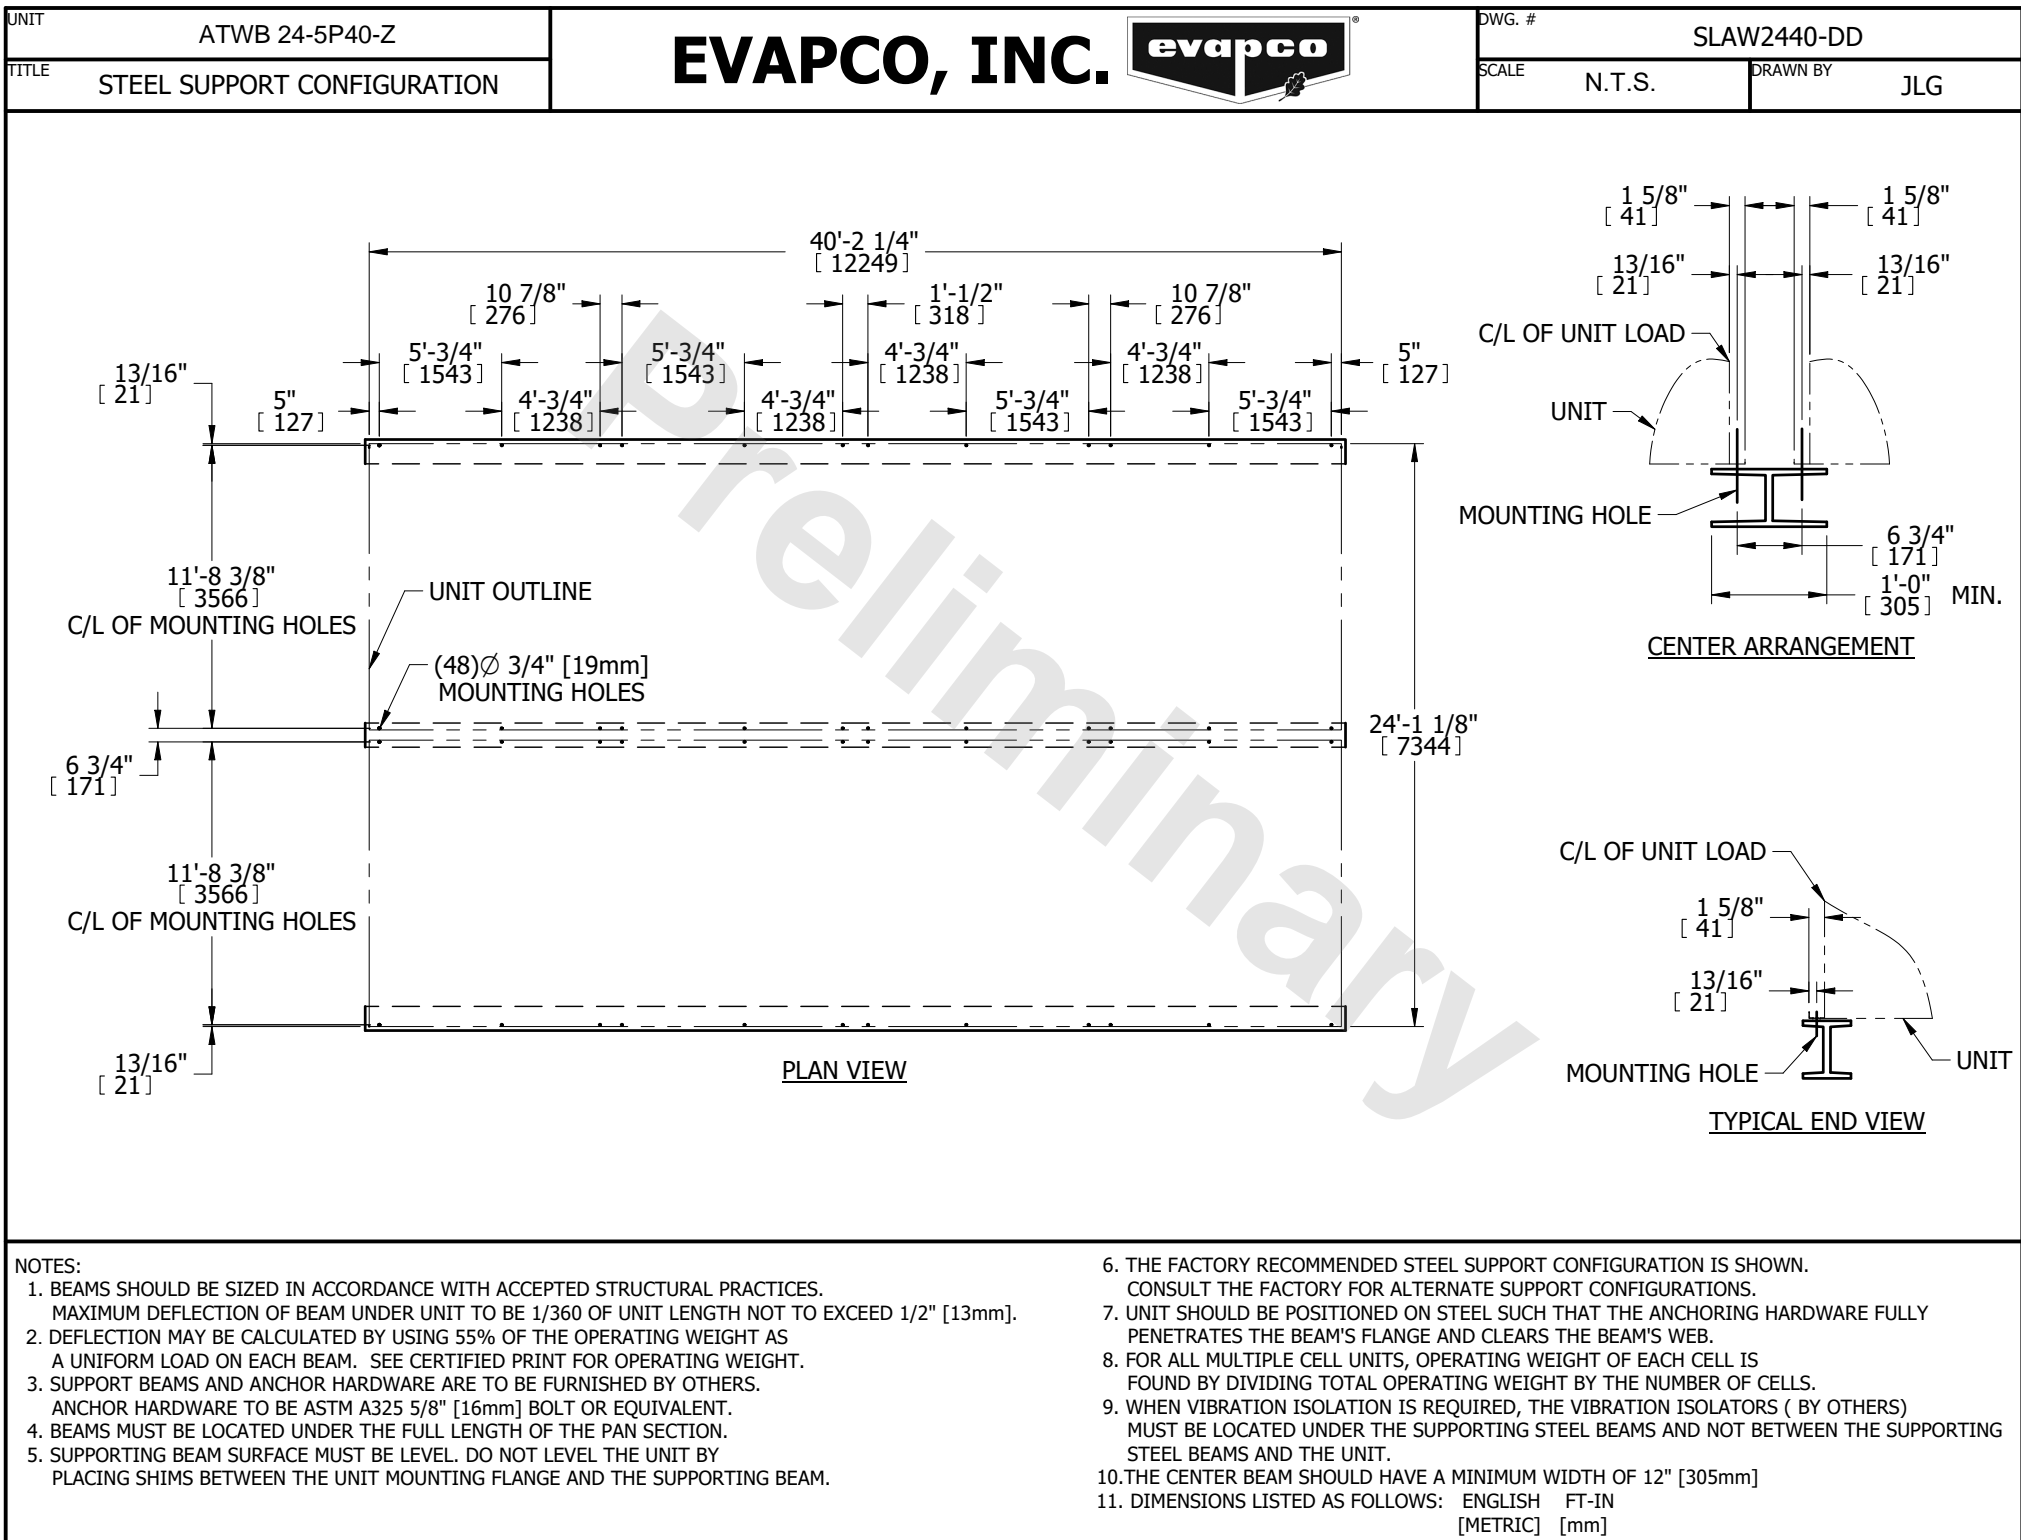 UNIT
ATWB 24-5P40-Z
TITLE
STEEL SUPPORT CONFIGURATION
EVAPCO, INC.
evapco
®
DWG. #
SLAW2440-DD
SCALE
N.T.S.
DRAWN BY
JLG
40'-2 1/4"
[ 12249]
10 7/8"
[ 276]
1'-1/2"
[ 318 ]
10 7/8"
[ 276]
5'-3/4"
[ 1543]
5'-3/4"
[ 1543]
4'-3/4"
[ 1238]
4'-3/4"
[ 1238]
5"
[ 127]
13/16"
[ 21]
5"
[ 127]
4'-3/4"
[ 1238]
4'-3/4"
[ 1238]
5'-3/4"
[ 1543]
5'-3/4"
[ 1543]
11'-8 3/8"
[ 3566]
C/L OF MOUNTING HOLES
UNIT OUTLINE
(48)Ø 3/4" [19mm]
MOUNTING HOLES
6 3/4"
[ 171]
24'-1 1/8"
[ 7344]
11'-8 3/8"
[ 3566]
C/L OF MOUNTING HOLES
13/16"
[ 21]
PLAN VIEW
Preliminary
1 5/8"
[ 41]
1 5/8"
[ 41]
13/16"
[ 21]
13/16"
[ 21]
C/L OF UNIT LOAD
UNIT
MOUNTING HOLE
6 3/4"
[ 171]
1'-0"
[ 305] MIN.
CENTER ARRANGEMENT
C/L OF UNIT LOAD
1 5/8"
[ 41]
13/16"
[ 21]
MOUNTING HOLE
UNIT
TYPICAL END VIEW
NOTES:
1. BEAMS SHOULD BE SIZED IN ACCORDANCE WITH ACCEPTED STRUCTURAL PRACTICES.
MAXIMUM DEFLECTION OF BEAM UNDER UNIT TO BE 1/360 OF UNIT LENGTH NOT TO EXCEED 1/2" [13mm].
2. DEFLECTION MAY BE CALCULATED BY USING 55% OF THE OPERATING WEIGHT AS
A UNIFORM LOAD ON EACH BEAM. SEE CERTIFIED PRINT FOR OPERATING WEIGHT.
3. SUPPORT BEAMS AND ANCHOR HARDWARE ARE TO BE FURNISHED BY OTHERS.
ANCHOR HARDWARE TO BE ASTM A325 5/8" [16mm] BOLT OR EQUIVALENT.
4. BEAMS MUST BE LOCATED UNDER THE FULL LENGTH OF THE PAN SECTION.
5. SUPPORTING BEAM SURFACE MUST BE LEVEL. DO NOT LEVEL THE UNIT BY
PLACING SHIMS BETWEEN THE UNIT MOUNTING FLANGE AND THE SUPPORTING BEAM.
6. THE FACTORY RECOMMENDED STEEL SUPPORT CONFIGURATION IS SHOWN.
CONSULT THE FACTORY FOR ALTERNATE SUPPORT CONFIGURATIONS.
7. UNIT SHOULD BE POSITIONED ON STEEL SUCH THAT THE ANCHORING HARDWARE FULLY
PENETRATES THE BEAM'S FLANGE AND CLEARS THE BEAM'S WEB.
8. FOR ALL MULTIPLE CELL UNITS, OPERATING WEIGHT OF EACH CELL IS
FOUND BY DIVIDING TOTAL OPERATING WEIGHT BY THE NUMBER OF CELLS.
9. WHEN VIBRATION ISOLATION IS REQUIRED, THE VIBRATION ISOLATORS ( BY OTHERS)
MUST BE LOCATED UNDER THE SUPPORTING STEEL BEAMS AND NOT BETWEEN THE SUPPORTING
STEEL BEAMS AND THE UNIT.
10.THE CENTER BEAM SHOULD HAVE A MINIMUM WIDTH OF 12" [305mm]
11. DIMENSIONS LISTED AS FOLLOWS: ENGLISH FT-IN
[METRIC] [mm]